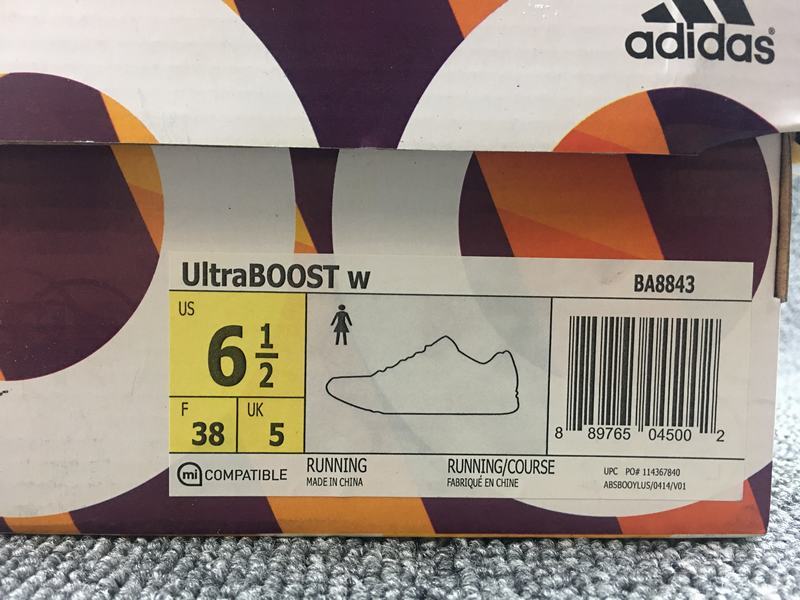 adidas®
UltraBOOST w
BA8843
US
6 1/2
F
38
UK
5
8 89765 04500 2
mi COMPATIBLE
RUNNING
MADE IN CHINA
RUNNING/COURSE
FABRIQUÉ EN CHINE
UPC PO# 114367840
ABSBOOYLUS/0414/V01